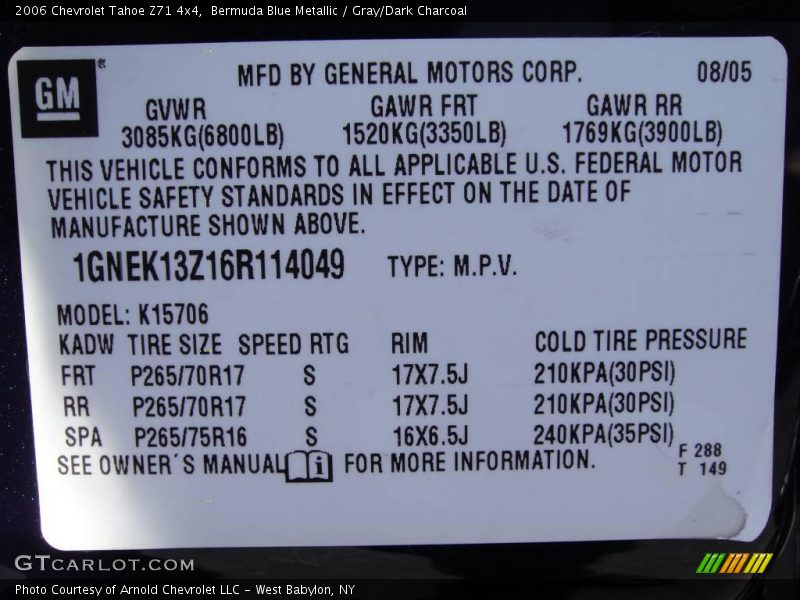 2006 Chevrolet Tahoe Z71 4x4,  Bermuda Blue Metallic / Gray/Dark Charcoal
GM ®
MFD BY GENERAL MOTORS CORP. 08/05
GVWR GAWR FRT GAWR RR
3085KG(6800LB) 1520KG(3350LB) 1769KG(3900LB)
THIS VEHICLE CONFORMS TO ALL APPLICABLE U.S. FEDERAL MOTOR
VEHICLE SAFETY STANDARDS IN EFFECT ON THE DATE OF
MANUFACTURE SHOWN ABOVE.
1GNEK13Z16R114049 TYPE: M.P.V.
MODEL: K15706
KADW TIRE SIZE SPEED RTG RIM COLD TIRE PRESSURE
FRT P265/70R17 S 17X7.5J 210KPA(30PSI)
RR P265/70R17 S 17X7.5J 210KPA(30PSI)
SPA P265/75R16 S 16X6.5J 240KPA(35PSI)
SEE OWNER´S MANUAL i FOR MORE INFORMATION.
F 288
T 149
GTCARLOT.COM
Photo Courtesy of Arnold Chevrolet LLC - West Babylon, NY